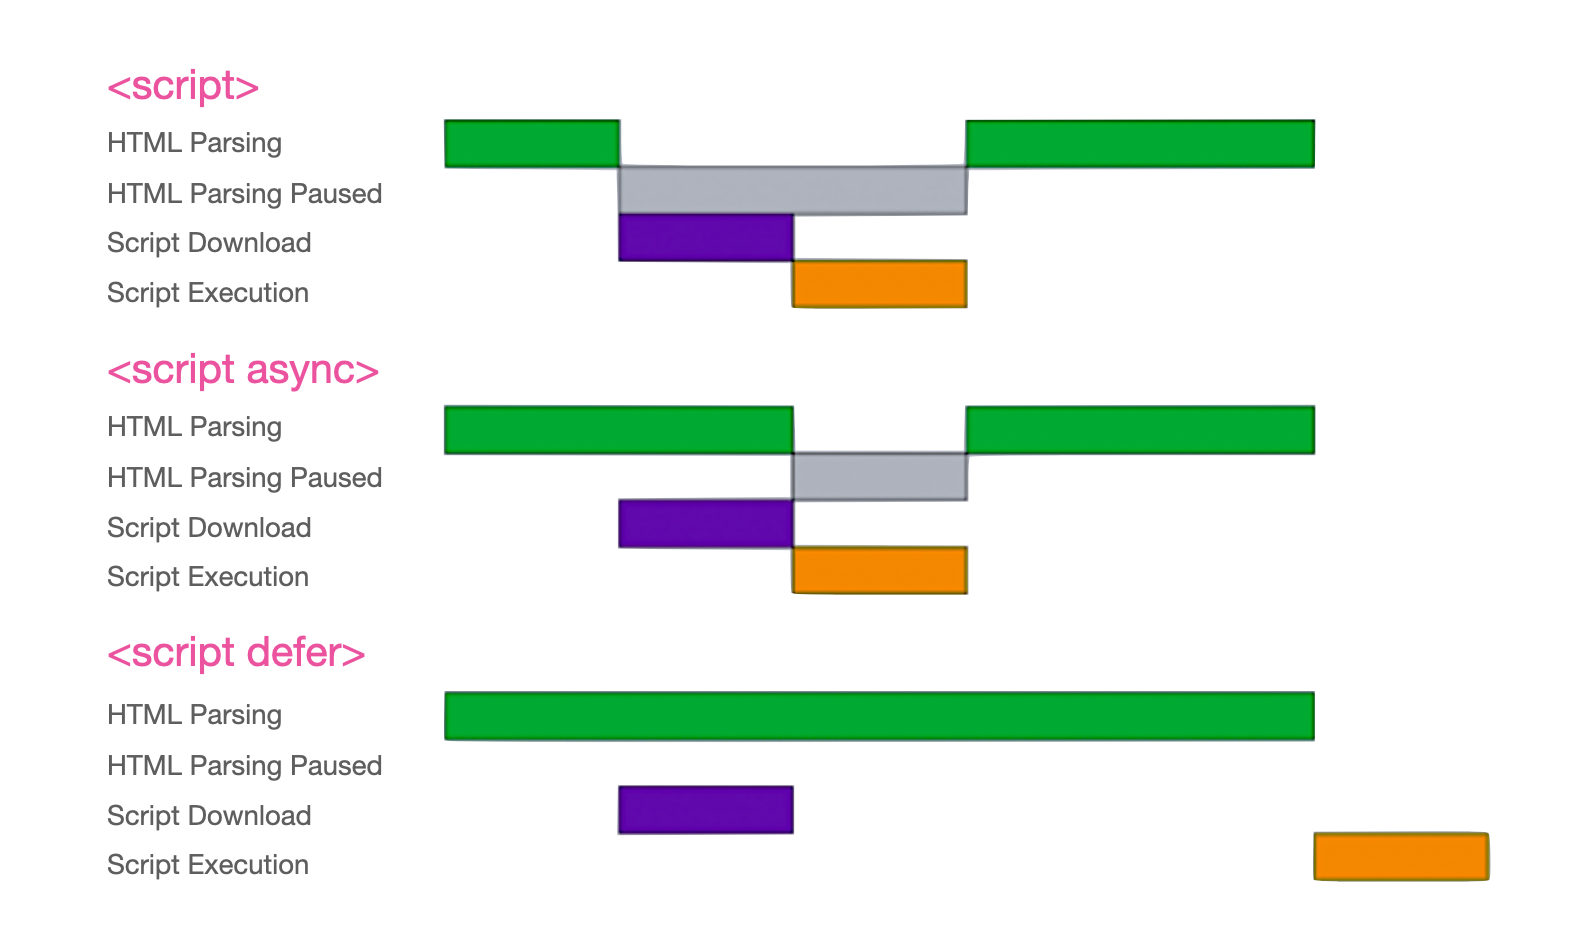 <script>
HTML Parsing
HTML Parsing Paused
Script Download
Script Execution
<script async>
HTML Parsing
HTML Parsing Paused
Script Download
Script Execution
<script defer>
HTML Parsing
HTML Parsing Paused
Script Download
Script Execution